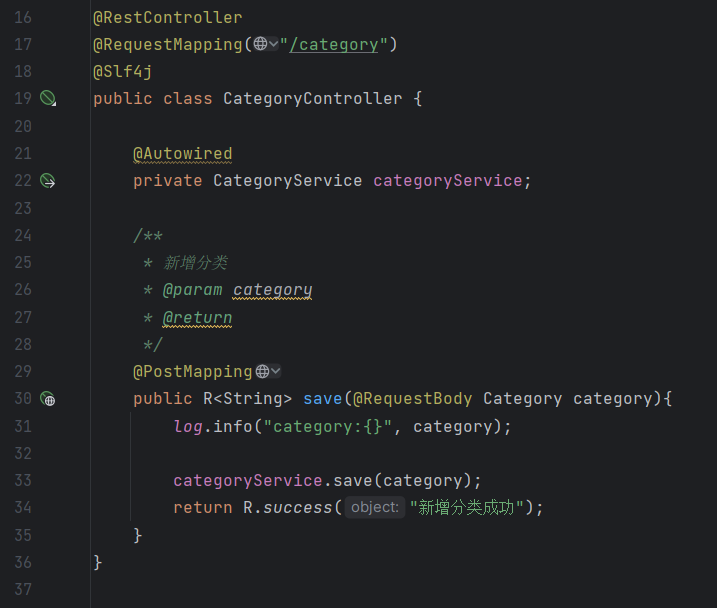 16 @RestController
17 @RequestMapping("/category")
18 @Slf4j
19 public class CategoryController {
20
21 @Autowired
22 private CategoryService categoryService;
23
24 /**
25 * 新增分类
26 * @param category
27 * @return
28 */
29 @PostMapping
30 public R<String> save(@RequestBody Category category){
31 log.info("category:{}", category);
32
33 categoryService.save(category);
34 return R.success( object: "新增分类成功");
35 }
36 }
37